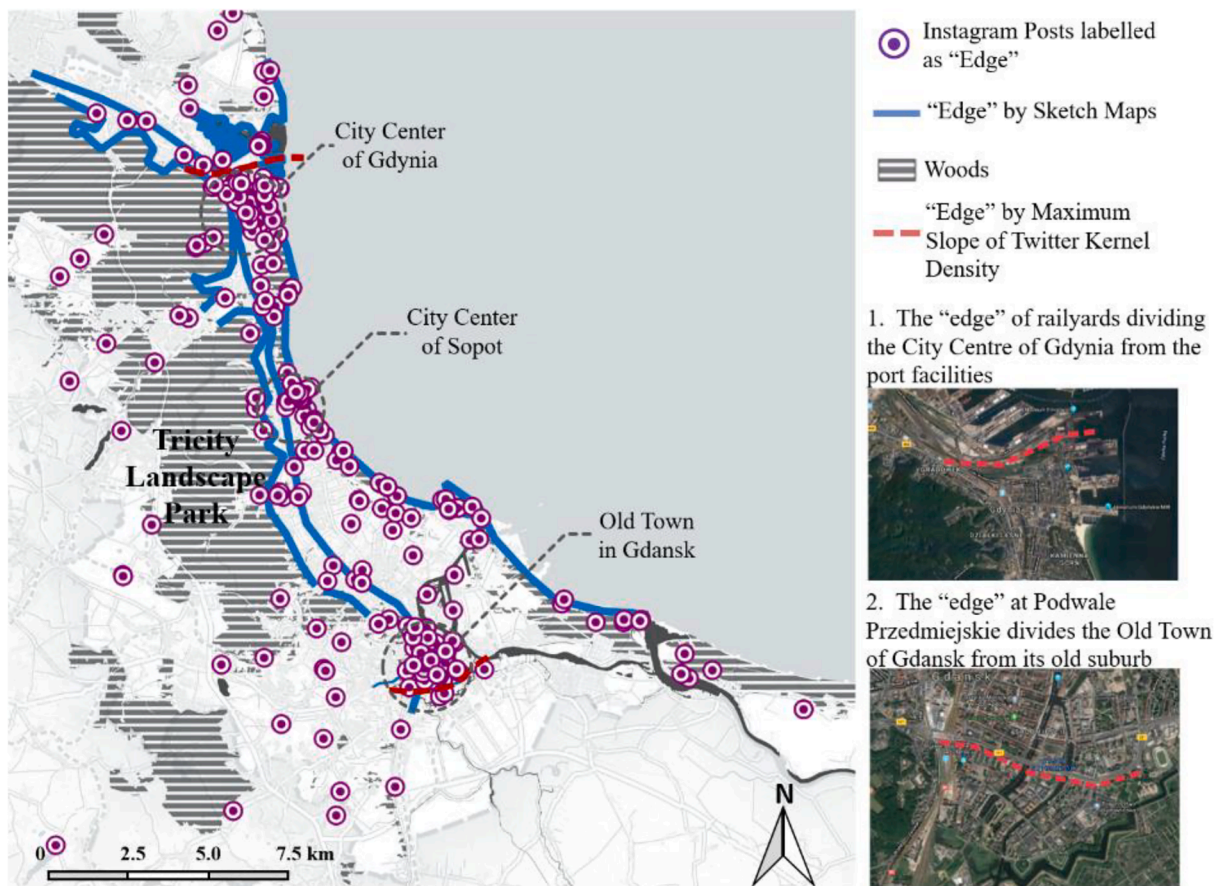 City Center
of Gdynia
City Center
of Sopot
Tricity
Landscape
Park
Old Town
in Gdansk
N
0 2.5 5.0 7.5 km
Instagram Posts labelled
as “Edge”
“Edge” by Sketch Maps
Woods
“Edge” by Maximum
Slope of Twitter Kernel
Density
1. The “edge” of railyards dividing
the City Centre of Gdynia from the
port facilities
Gdynia
2. The “edge” at Podwale
Przedmiejskie divides the Old Town
of Gdansk from its old suburb
Gdansk